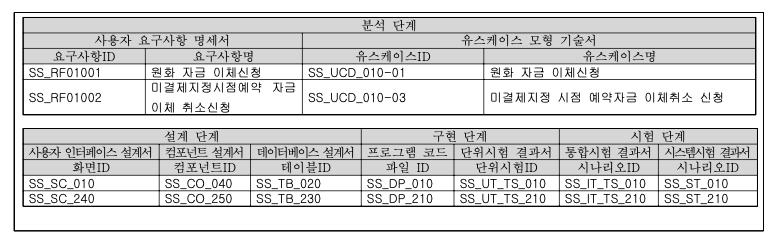 분석 단계
사용자 요구사항 명세서 유스케이스 모형 기술서
요구사항ID 요구사항명 유스케이스ID 유스케이스명
SS_RF01001 원화 자금 이체신청 SS_UCD_010-01 원화 자금 이체신청
SS_RF01002 미결제지정시점예약 자금 이체 취소신청 SS_UCD_010-03 미결제지정 시점 예약자금 이체취소 신청
설계 단계 구현 단계 시험 단계
사용자 인터페이스 설계서 컴포넌트 설계서 데이터베이스 설계서 프로그램 코드 단위시험 결과서 통합시험 결과서 시스템시험 결과서
화면ID 컴포넌트ID 테이블ID 파일 ID 단위시험ID 시나리오ID 시나리오ID
SS_SC_010 SS_CO_040 SS_TB_020 SS_DP_010 SS_UT_TS_010 SS_IT_TS_010 SS_ST_010
SS_SC_240 SS_CO_250 SS_TB_230 SS_DP_210 SS_UT_TS_210 SS_IT_TS_210 SS_ST_210